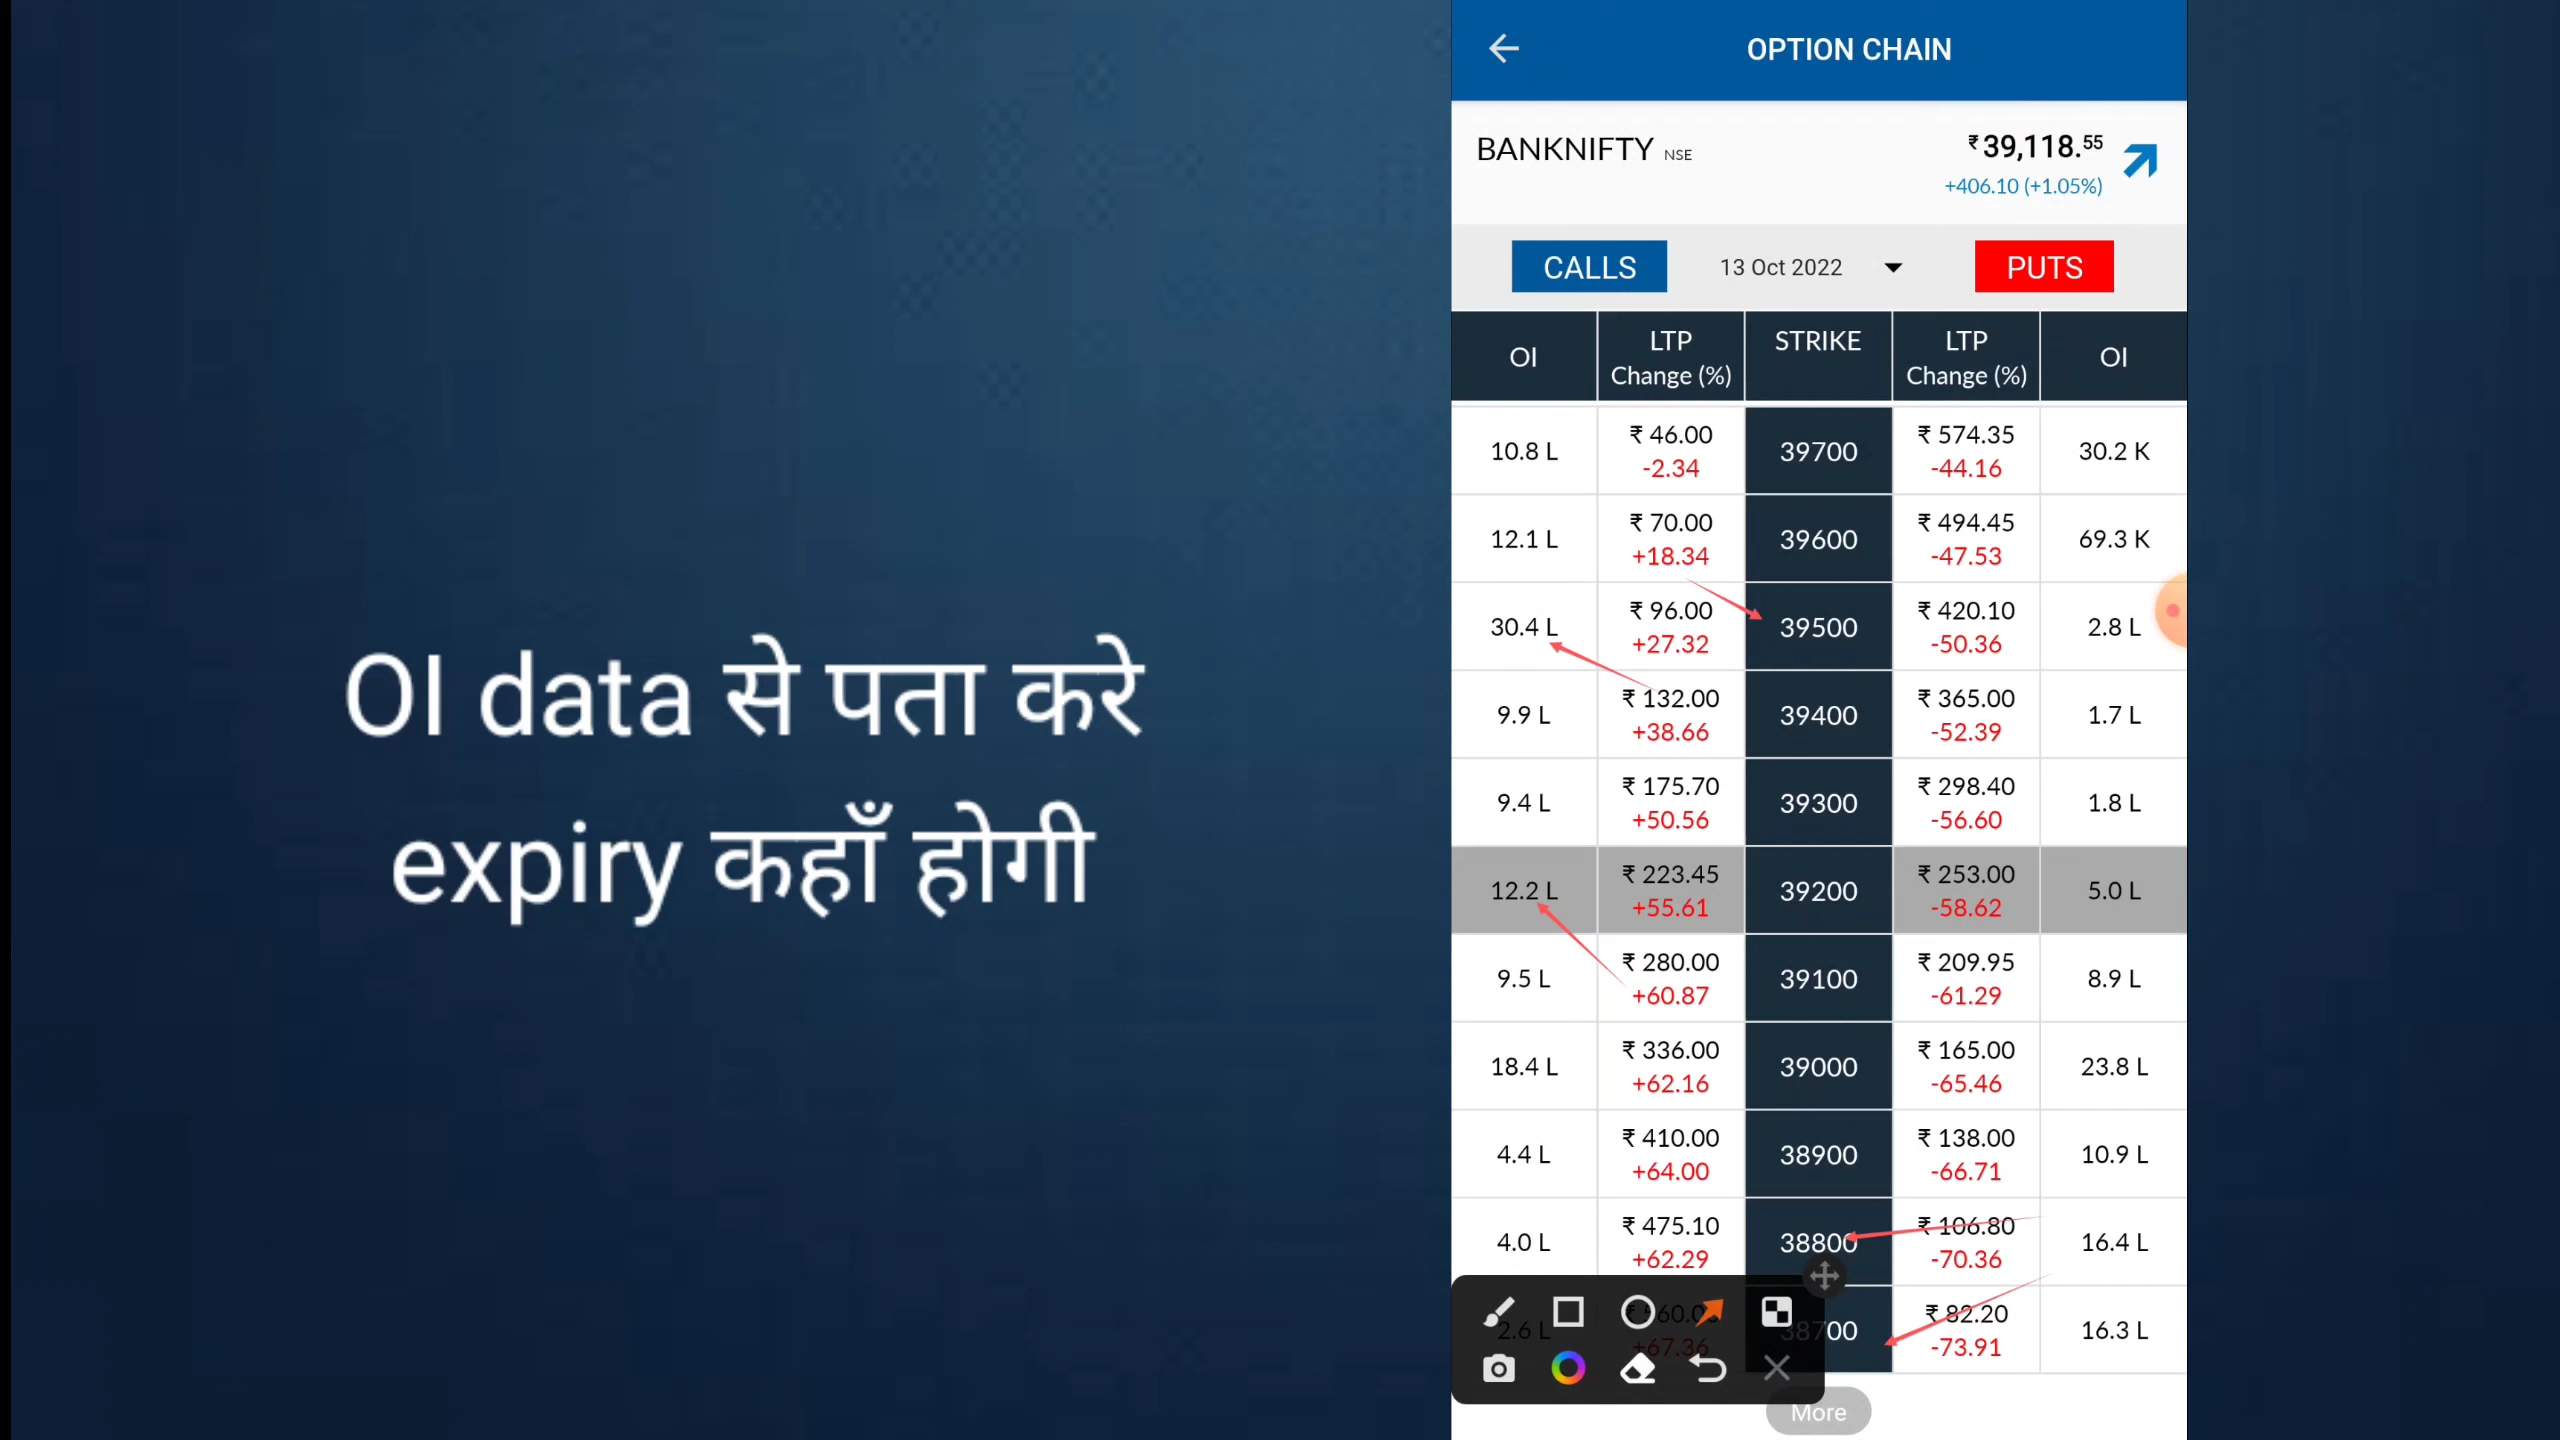 OI data से पता करे
expiry कहाँ होगी
OPTION CHAIN
BANKNIFTY NSE ₹39,118.55
+406.10 (+1.05%)
CALLS 13 Oct 2022 PUTS
OI LTP Change (%) STRIKE LTP Change (%) OI
10.8 L ₹ 46.00 39700 ₹ 574.35 30.2 K
-2.34 -44.16
12.1 L ₹ 70.00 39600 ₹ 494.45 69.3 K
+18.34 -47.53
30.4 L ₹ 96.00 39500 ₹ 420.10 2.8 L
+27.32 -50.36
9.9 L ₹ 132.00 39400 ₹ 365.00 1.7 L
+38.66 -52.39
9.4 L ₹ 175.70 39300 ₹ 298.40 1.8 L
+50.56 -56.60
12.2 L ₹ 223.45 39200 ₹ 253.00 5.0 L
+55.61 -58.62
9.5 L ₹ 280.00 39100 ₹ 209.95 8.9 L
+60.87 -61.29
18.4 L ₹ 336.00 39000 ₹ 165.00 23.8 L
+62.16 -65.46
4.4 L ₹ 410.00 38900 ₹ 138.00 10.9 L
+64.00 -66.71
4.0 L ₹ 475.10 38800 ₹ 106.80 16.4 L
+62.29 -70.36
2.6 L 38700 ₹ 82.20 16.3 L
+67.36 -73.91
More